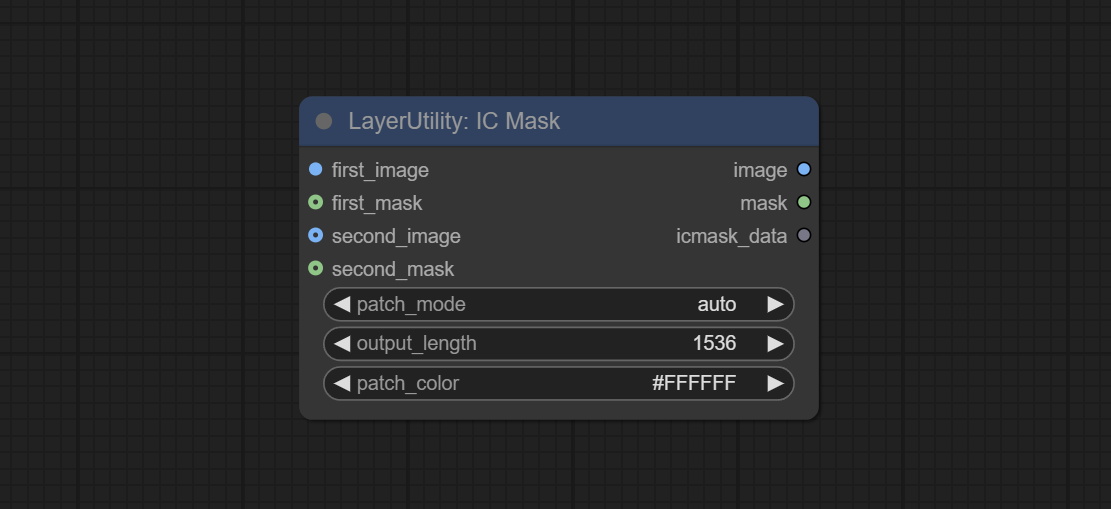 LayerUtility: IC Mask
first_image image
first_mask mask
second_image icmask_data
second_mask
patch_mode auto
output_length 1536
patch_color #FFFFFF